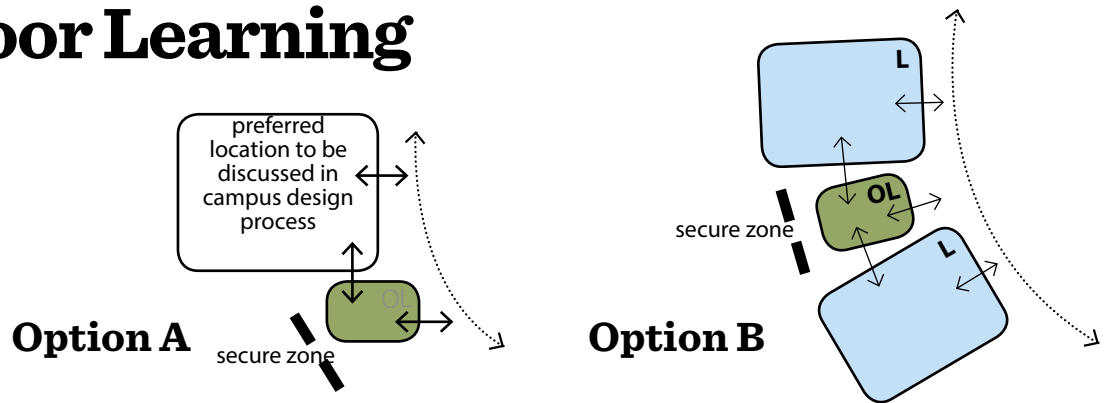 oor Learning
preferred
location to be
discussed in
campus design
process
OL
Option A
secure zone
L
OL
secure zone
L
Option B